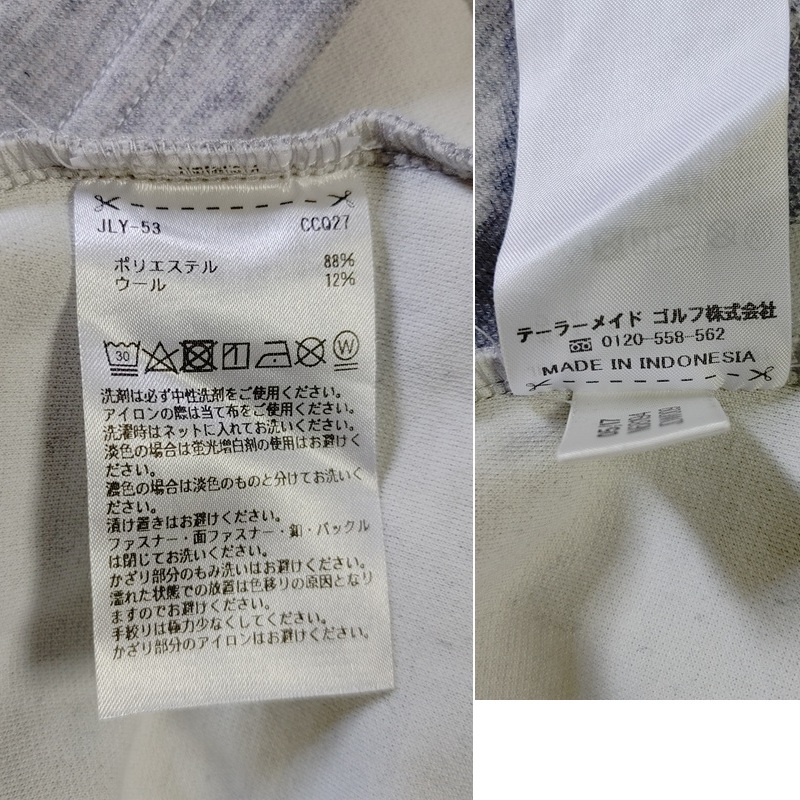 JLY-53 CCQ27
ポリエステル 88%
ウール 12%
30 W
洗剤は必ず中性洗剤をご使用ください。
アイロンの際は当て布をご使用ください。
洗濯時はネットに入れてお洗いください。
淡色の場合は蛍光増白剤の使用はお避けく
ださい。
濃色の場合は淡色のものと分けてお洗いく
ださい。
漬け置きはお避けください。
ファスナー・面ファスナー・釦・バックル
は閉じてお洗いください。
かざり部分のもみ洗いはお避けください。
濡れた状態での放置は色移りの原因となり
ますのでお避けください。
手絞りは極力少なくしてください。
かざり部分のアイロンはお避けください。
テーラーメイド ゴルフ株式会社
0120-558-562
MADE IN INDONESIA
05/17